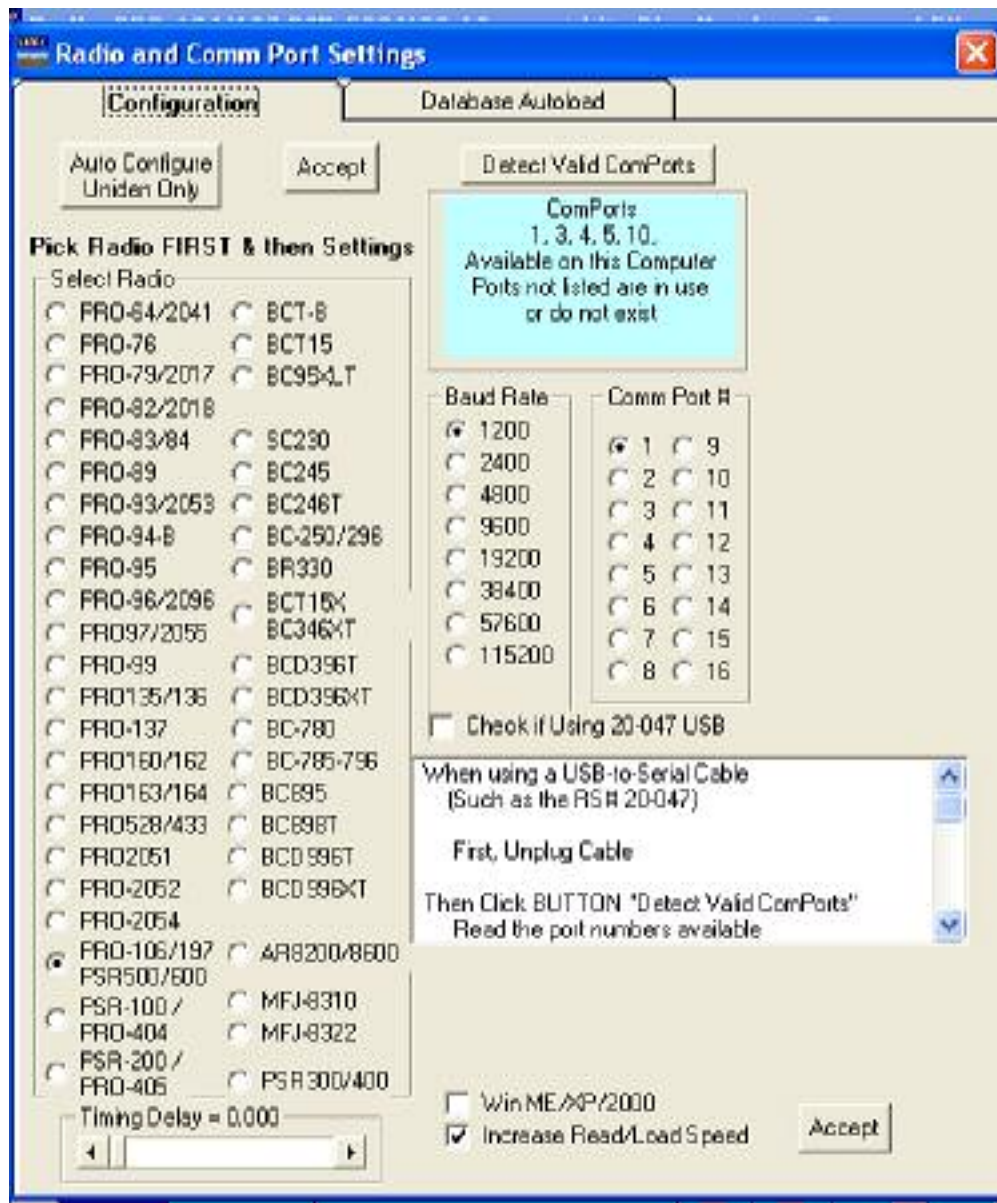 Radio and Comm Port Settings
Configuration
Database Autoload
Auto Configure
Uniden Only
Accept
Detect Valid ComPorts
ComPorts
1, 3, 4, 5, 10,
Available on this Computer
Ports not listed are in use
or do not exist
Pick Radio FIRST & then Settings
Select Radio
PRO-64/2041
PRO-76
PRO-79/2017
PRO-82/2018
PRO-83/84
PRO-89
PRO-93/2053
PRO-94-B
PRO-95
PRO-96/2096
PRO97/2055
PRO-99
PRO135/136
PRO-137
PRO160/162
PRO163/164
PRO528/433
PRO2051
PRO-2052
PRO-2054
PRO-106/197
PSR500/600
PSR-100 /
PRO-404
PSR-200 /
PRO-405
BCT-8
BCT15
BC95XLT
SC230
BC245
BC246T
BC-250/296
BR330
BCT15X
BC346XT
BCD396T
BCD396XT
BC-780
BC-785-796
BC895
BC898T
BCD996T
BCD996XT
AR8200/8600
MFJ-8310
MFJ-8322
PSR300/400
Timing Delay = 0.000
Baud Rate
1200
2400
4800
9600
19200
38400
57600
115200
Comm Port #
1
2
3
4
5
6
7
8
9
10
11
12
13
14
15
16
Check if Using 20-047 USB
When using a USB-to-Serial Cable
(Such as the RS# 20-047)
First, Unplug Cable
Then Click BUTTON "Detect Valid ComPorts"
Read the port numbers available
Win ME/XP/2000
Increase Read/Load Speed
Accept